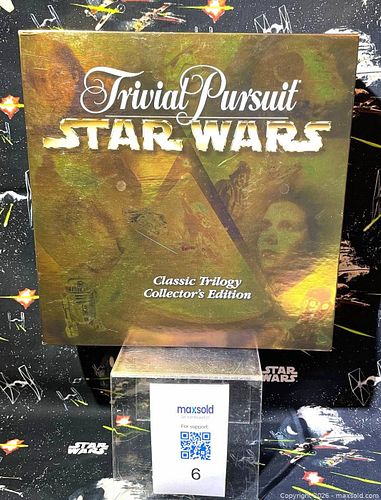 Trivial Pursuit
STAR WARS
Classic Trilogy
Collector's Edition
STAR
WARS
STAR
WARS
maxsold
For support
6
© Copyright 2026 - maxsold.com